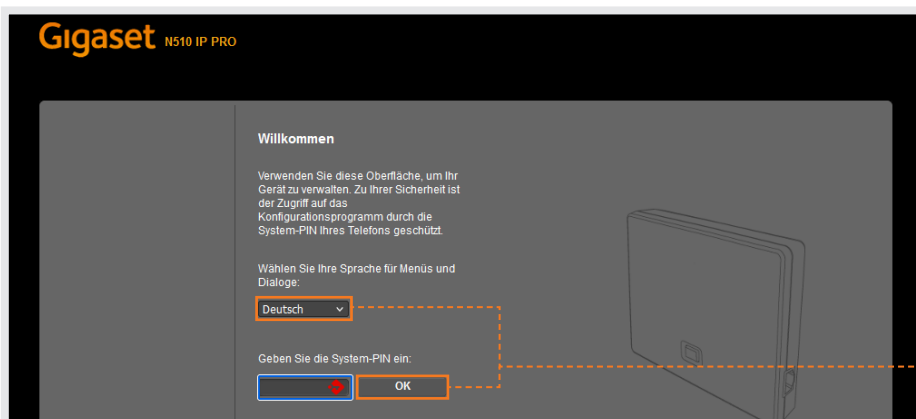 Gigaset N510 IP PRO
Willkommen
Verwenden Sie diese Oberfläche, um Ihr
Gerät zu verwalten. Zu Ihrer Sicherheit ist
der Zugriff auf das
Konfigurationsprogramm durch die
System-PIN Ihres Telefons geschützt.
Wählen Sie Ihre Sprache für Menüs und
Dialoge:
Deutsch
Geben Sie die System-PIN ein:
OK